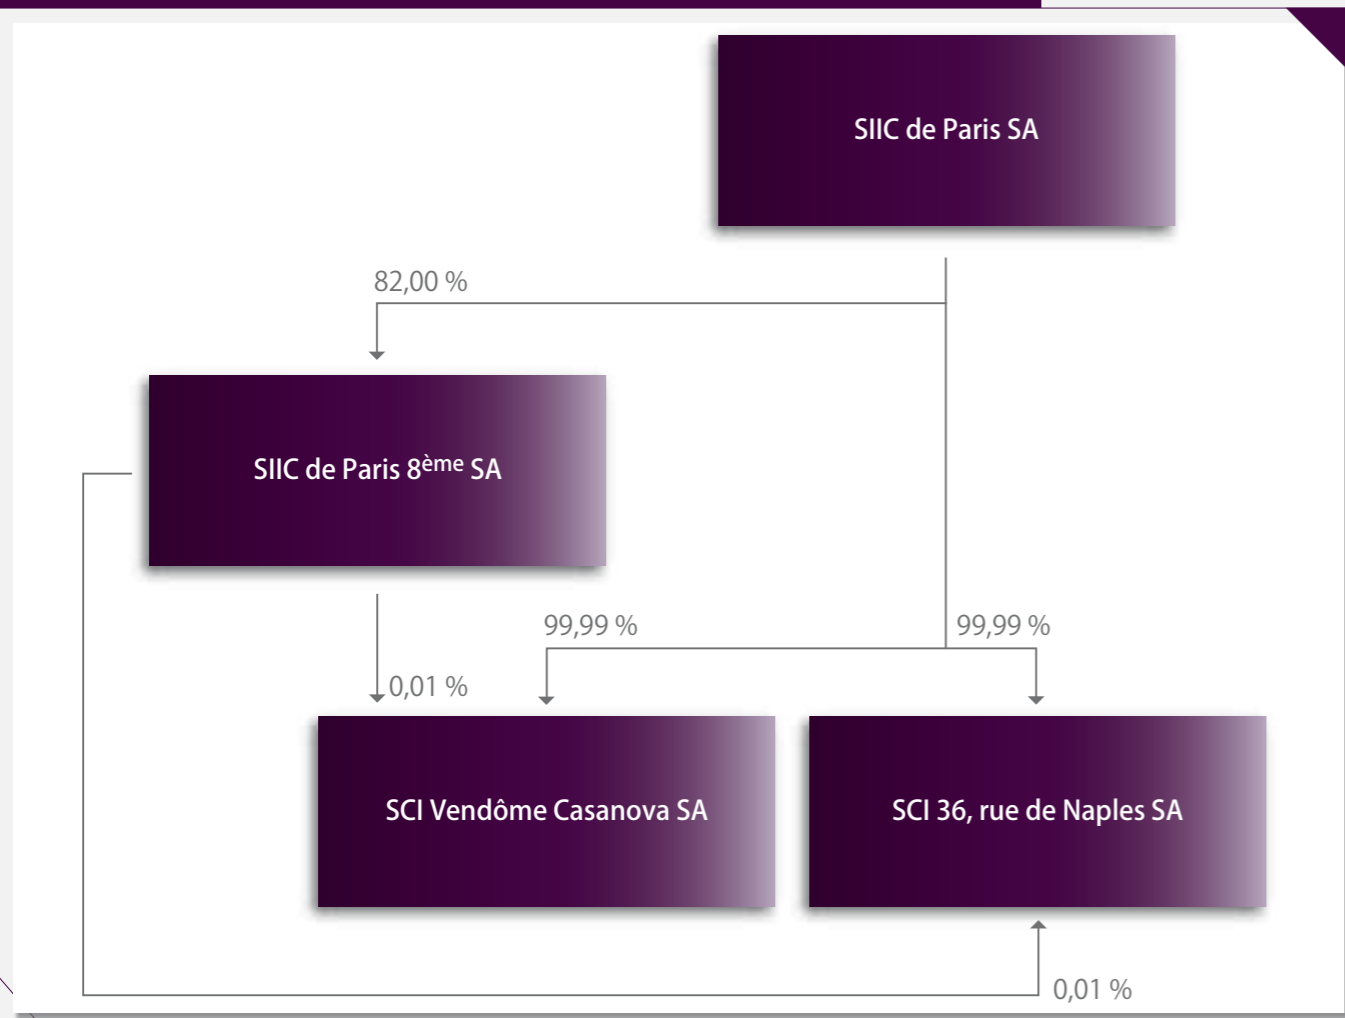 SIIC de Paris SA
82,00 %
SIIC de Paris 8ème SA
99,99 %
99,99 %
0,01 %
SCI Vendôme Casanova SA
SCI 36, rue de Naples SA
0,01 %